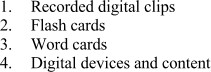 1. Recorded digital clips
2. Flash cards
3. Word cards
4. Digital devices and content